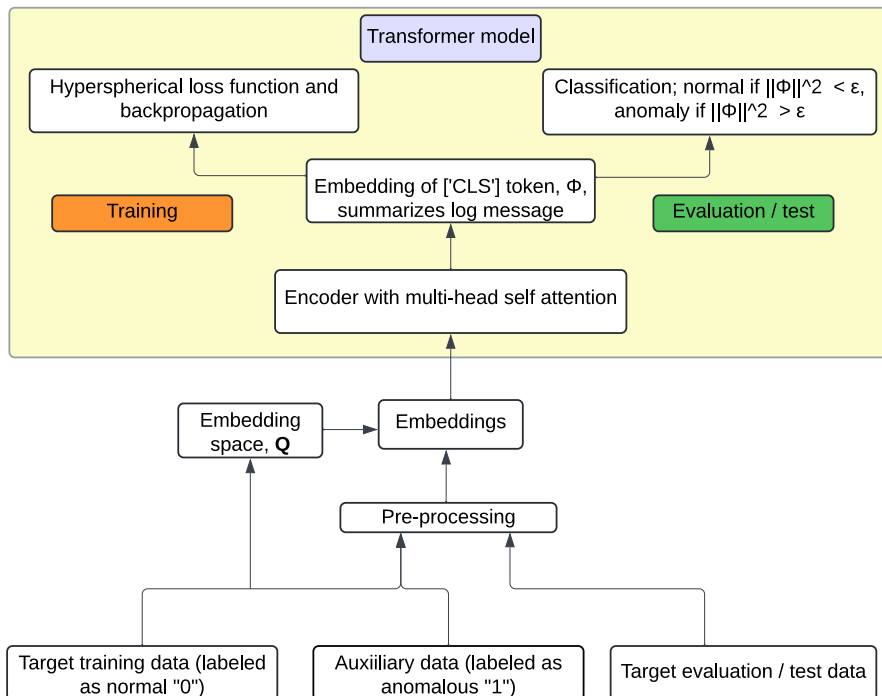 Transformer model
Hyperspherical loss function and
backpropagation
Classification; normal if ||Φ||^2 < ε,
anomaly if ||Φ||^2 > ε
Embedding of ['CLS'] token, Φ,
summarizes log message
Training
Evaluation / test
Encoder with multi-head self attention
Embedding
space, Q
Embeddings
Pre-processing
Target training data (labeled
as normal "0")
Auxiiliary data (labeled as
anomalous "1")
Target evaluation / test data